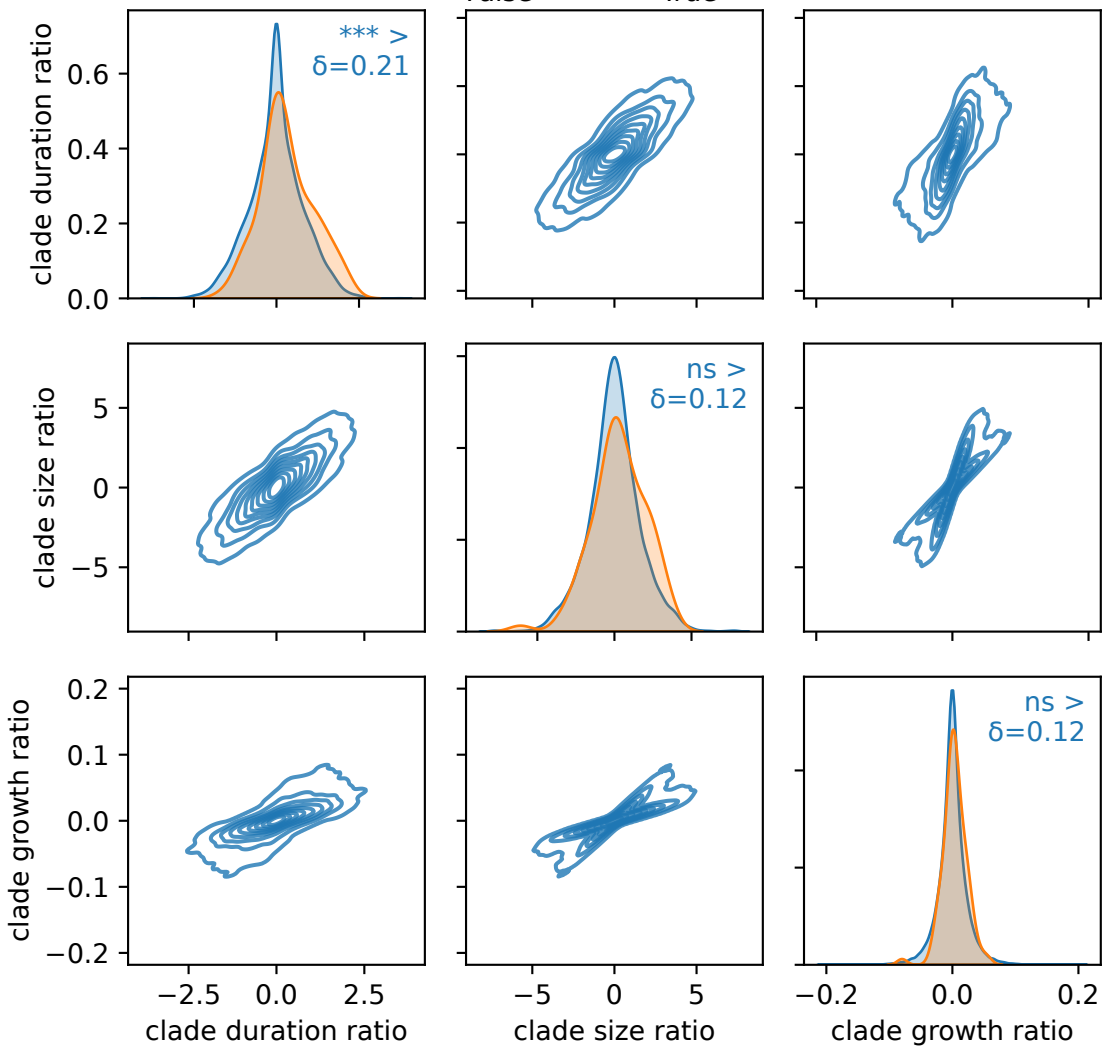 clade duration ratio
0.6
0.4
0.2
0.0
*** >
δ=0.21
clade size ratio
5
0
−5
ns >
δ=0.12
clade growth ratio
0.2
0.1
0.0
−0.1
−0.2
ns >
δ=0.12
−2.5
0.0
2.5
−5
0
5
−0.2
0.0
0.2
clade duration ratio
clade size ratio
clade growth ratio